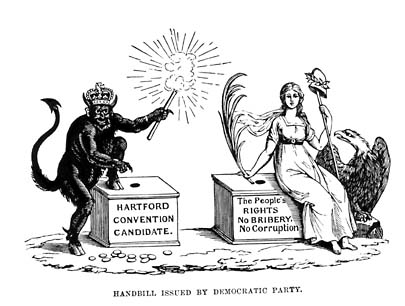 HARTFORD
CONVENTION
CANDIDATE.
The People's
RIGHTS
No BRIBERY.
No Corruption
HANDBILL ISSUED BY DEMOCRATIC PARTY.